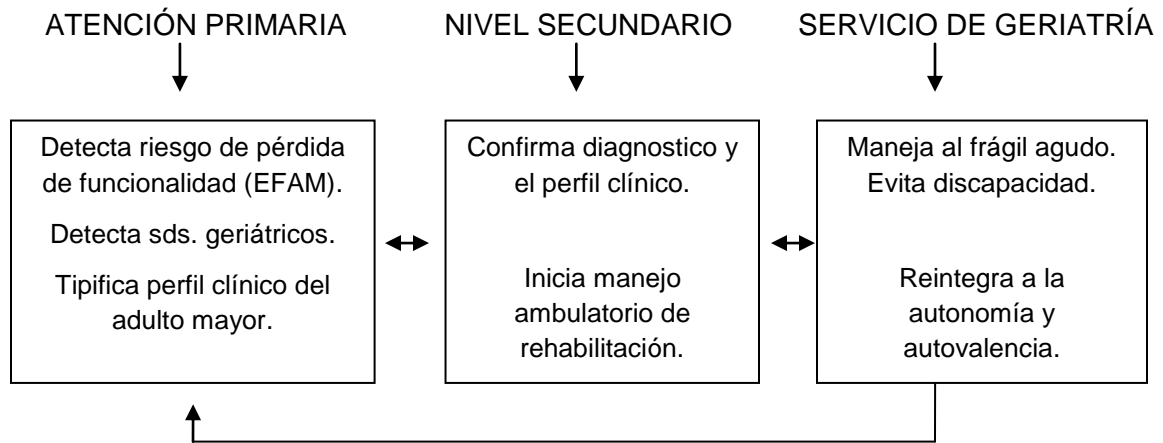 ATENCIÓN PRIMARIA
NIVEL SECUNDARIO
SERVICIO DE GERIATRÍA
Detecta riesgo de pérdida
de funcionalidad (EFAM).
Detecta sds. geriátricos.
Tipifica perfil clínico del
adulto mayor.
Confirma diagnostico y
el perfil clínico.
Inicia manejo
ambulatorio de
rehabilitación.
Maneja al frágil agudo.
Evita discapacidad.
Reintegra a la
autonomía y
autovalencia.